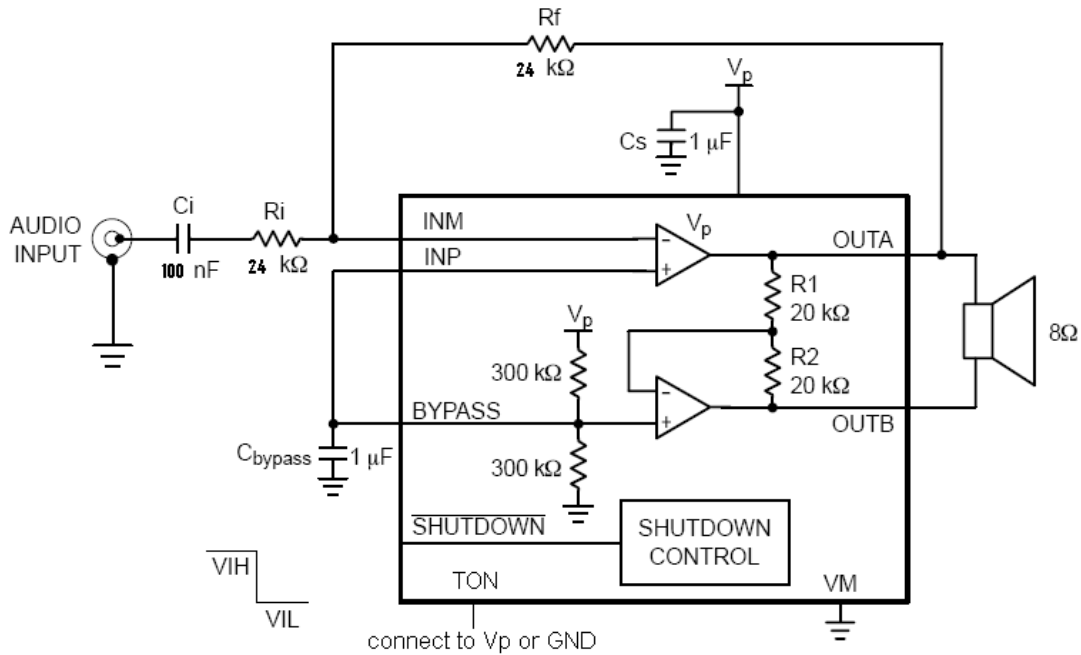 Rf
24 kΩ
Vp
Cs
1 µF
Ci
Ri
AUDIO
INPUT
100 nF
24 kΩ
INM
INP
Vp
OUTA
R1
20 kΩ
Vp
8Ω
R2
20 kΩ
300 kΩ
BYPASS
OUTB
Cbypass
1 µF
300 kΩ
SHUTDOWN
SHUTDOWN
CONTROL
VIH
VIL
TON
VM
connect to Vp or GND